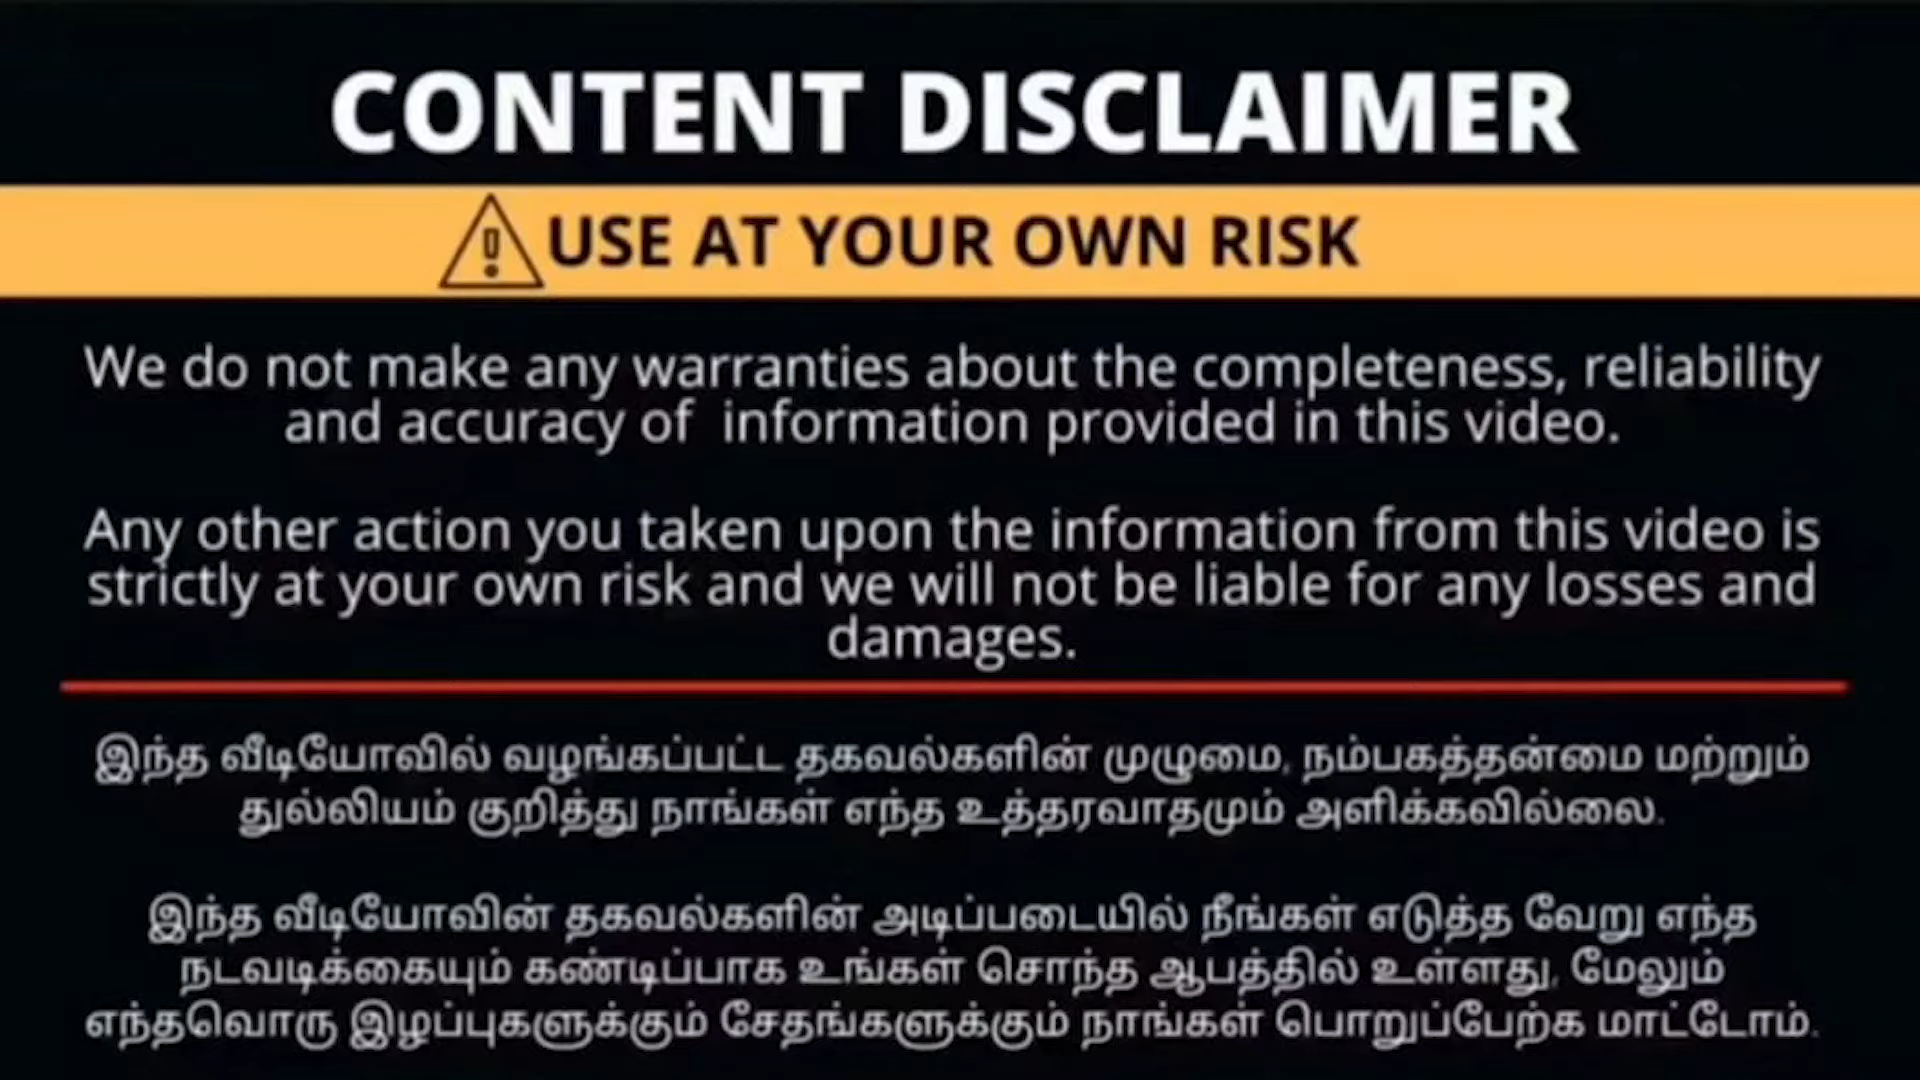 CONTENT DISCLAIMER
USE AT YOUR OWN RISK
We do not make any warranties about the completeness, reliability
and accuracy of information provided in this video.
Any other action you taken upon the information from this video is
strictly at your own risk and we will not be liable for any losses and
damages.
இந்த வீடியோவில் வழங்கப்பட்ட தகவல்களின் முழுமை, நம்பகத்தன்மை மற்றும்
துல்லியம் குறித்து நாங்கள் எந்த உத்தரவாதமும் அளிக்கவில்லை.
இந்த வீடியோவின் தகவல்களின் அடிப்படையில் நீங்கள் எடுத்த வேறு எந்த
நடவடிக்கையும் கண்டிப்பாக உங்கள் சொந்த ஆபத்தில் உள்ளது, மேலும்
எந்தவொரு இழப்புகளுக்கும் சேதங்களுக்கும் நாங்கள் பொறுப்பேற்க மாட்டோம்.